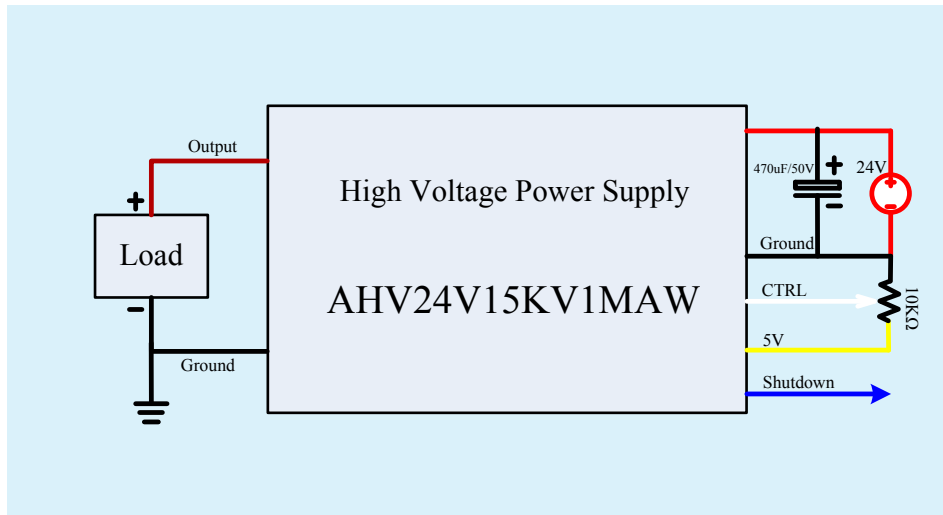 Output
470uF/50V
+
24V
High Voltage Power Supply
+
Load
-
Ground
AHV24V15KV1MAW
CTRL
10KΩ
5V
Ground
Shutdown